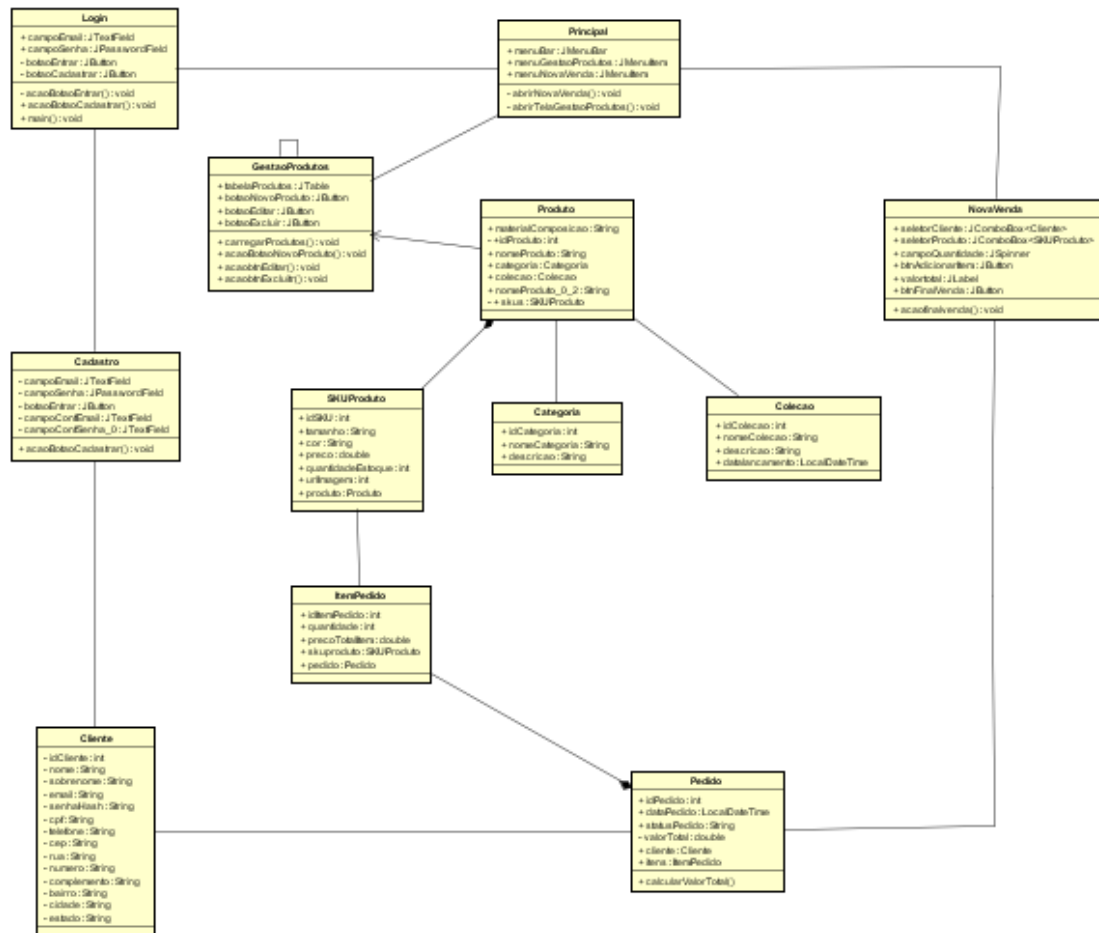 Login
+ campoEmail : JTextField
+ campoSenha : JPasswordField
- botaoEntrar : JButton
- botaoCadastrar : JButton
- acaoBotaoEntrar() : void
+ acaoBotaoCadastrar() : void
+ main() : void
Principal
+ menuBar : JMenuBar
+ menuGestaoProdutos : JMenuItem
+ menuNovaVenda : JMenuItem
- abrirNovaVenda() : void
- abrirTelaGestaoProdutos() : void
GestaoProdutos
+ tabelaProdutos : JTable
+ botaoNovoProduto : JButton
+ botaoEditar : JButton
+ botaoExcluir : JButton
+ carregarProdutos() : void
+ acaoBotaoNovoProduto() : void
+ acaobtnEditar() : void
+ acaobtnExcluir() : void
Produto
+ materialComposicao : String
- +idProduto : int
+ nomeProduto : String
+ categoria : Categoria
+ colecao : Colecao
+ nomeProduto_0_2 : String
- + skus : SKUProduto
NovaVenda
+ seletorCliente : JComboBox<Cliente>
+ seletorProduto : JComboBox<SKUProduto>
+ campoQuantidade : JSpinner
+ btnAdicionarItem : JButton
+ valortotal : JLabel
+ btnFinalVenda : JButton
+ acaofinalvenda() : void
Cadastro
- campoEmail : JTextField
- campoSenha : JPasswordField
- botaoEntrar : JButton
- campoConfEmail : JTextField
- campoConfSenha_0 : JTextField
+ acaoBotaoCadastrar() : void
SKUProduto
+ idSKU : int
+ tamanho : String
+ cor : String
+ preco : double
+ quantidadeEstoque : int
+ urlImagem : int
+ produto : Produto
Categoria
+ idCategoria : int
+ nomeCategoria : String
+ descricao : String
Colecao
+ idColecao : int
+ nomeColecao : String
+ descricao : String
+ datalancamento : LocalDateTime
ItemPedido
+ idItemPedido : int
+ quantidade : int
+ precoTotalItem : double
+ skuproduto : SKUProduto
+ pedido : Pedido
Cliente
- idCliente : int
- nome : String
- sobrenome : String
- email : String
- senhaHash : String
- cpf : String
- telefone : String
- cep : String
- rua : String
- numero : String
- complemento : String
- bairro : String
- cidade : String
- estado : String
Pedido
+ idPedido : int
+ dataPedido : LocalDateTime
+ statusPedido : String
- valorTotal : double
+ cliente : Cliente
+ itens : ItemPedido
+ calcularValorTotal()